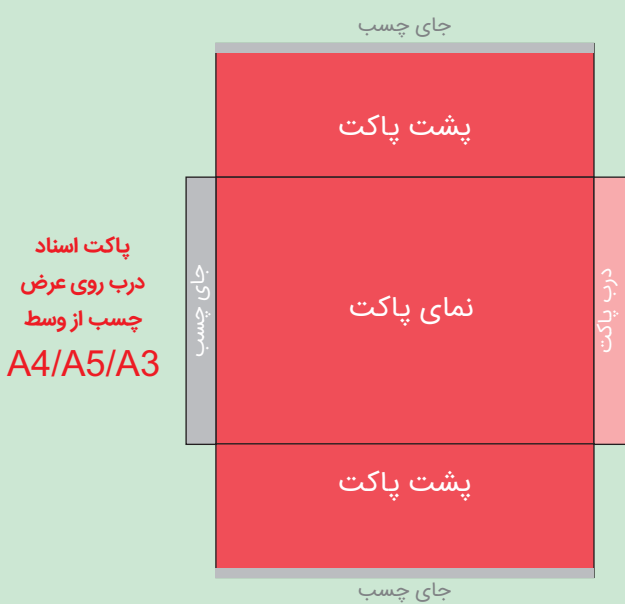 جای چسب
پشت پاکت
پاکت اسناد
درب روی عرض
چسب از وسط
A4/A5/A3
جای چسب
نمای پاکت
درب پاکت
پشت پاکت
جای چسب